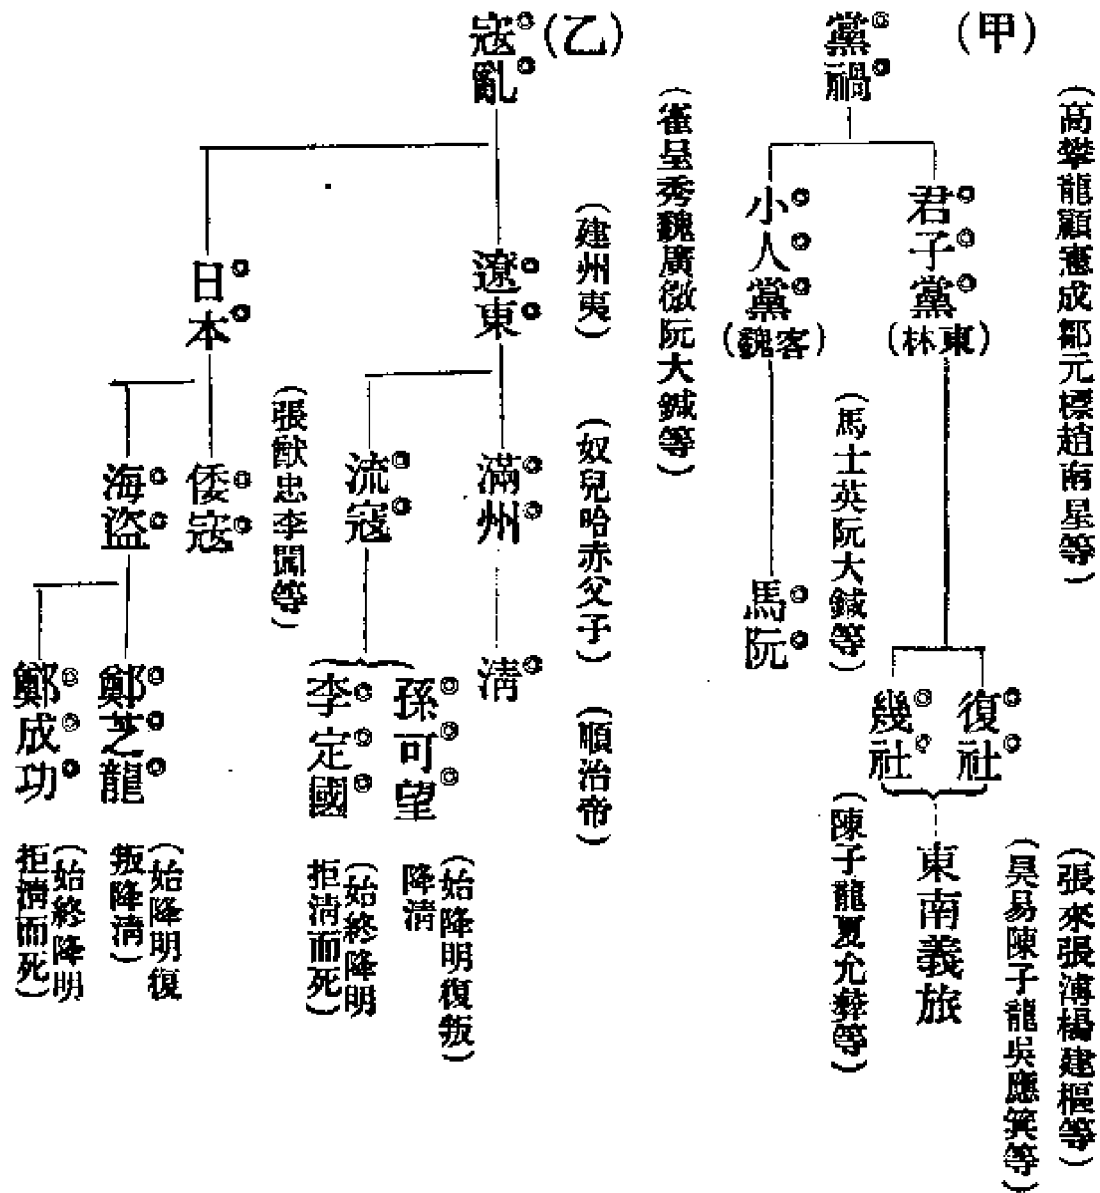 (甲)
黨禍
君子黨
(東林)
(高攀龍顧憲成鄒元標趙南星等)
小人黨
(客魏)
(崔呈秀魏廣微阮大鋮等)
馬阮
(馬士英阮大鋮等)
復社
(張來張溥楊建樞等)
幾社
(陳子龍夏允彝等)
東南義旅
(吳易陳子龍吳應箕等)
(乙)
寇亂
遼東
(建州夷)
滿州
(奴兒哈赤父子)
清
(順治帝)
流寇
(張獻忠李闖等)
孫可望
(始降明復叛
降清
李定國
(始終降明
拒清而死)
日本
倭寇
海盜
鄭芝龍
(始降明復
叛降清)
鄭成功
(始終降明
拒清而死)